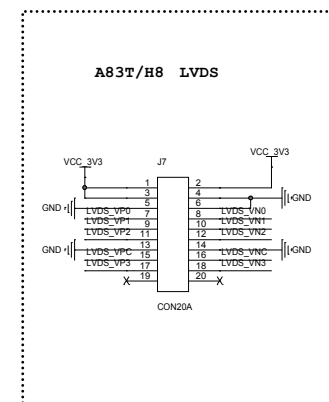 A83T/H8 LVDS
VCC_3V3 J7 VCC_3V3
1 2
3 4
GND 5 6 GND
LVDS_VP0 7 8 LVDS_VN0
LVDS_VP1 9 10 LVDS_VN1
LVDS_VP2 11 12 LVDS_VN2
GND 13 14 GND
LVDS_VPC 15 16 LVDS_VNC
LVDS_VP3 17 18 LVDS_VN3
19 20
CON20A